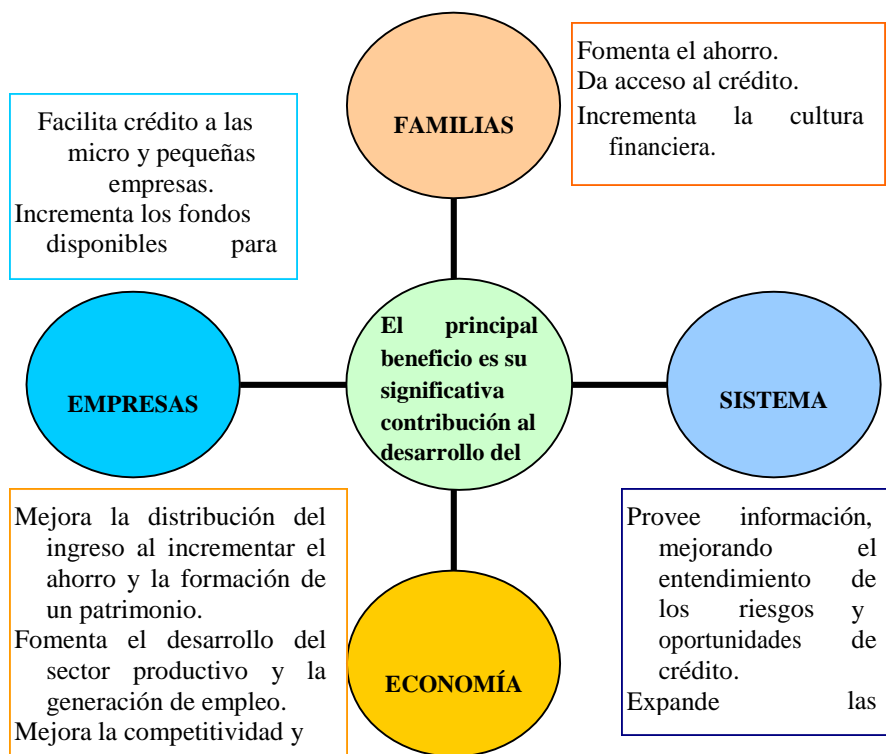 FAMILIAS
Fomenta el ahorro.
Da acceso al crédito.
Incrementa la cultura
financiera.
Facilita crédito a las
micro y pequeñas
empresas.
Incrementa los fondos
disponibles para
EMPRESAS
El principal
beneficio es su
significativa
contribución al
desarrollo del
SISTEMA
Mejora la distribución del
ingreso al incrementar el
ahorro y la formación de
un patrimonio.
Fomenta el desarrollo del
sector productivo y la
generación de empleo.
Mejora la competitividad y
ECONOMÍA
Provee información,
mejorando el
entendimiento de
los riesgos y
oportunidades de
crédito.
Expande las